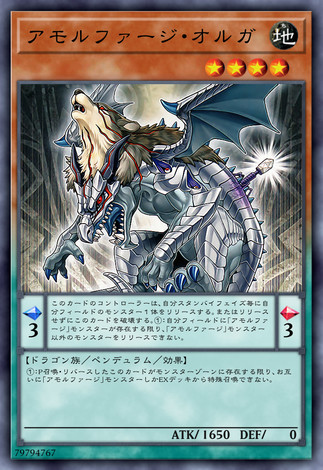 アモルファージ・オルガ
地
このカードのコントローラーは、自分スタンバイフェイズ毎に自
分フィールドのモンスター1体をリリースする。またはリリース
せずにこのカードを破壊する。①:自分フィールドに「アモルファ
ージ」モンスターが存在する限り、「アモルファージ」モンスター
以外のモンスターをリリースできない。
3
3
【ドラゴン族/ペンデュラム/効果】
①:P召喚・リバースしたこのカードがモンスターゾーンに存在する限り、お互
いに「アモルファージ」モンスターしかEXデッキから特殊召喚できない。
ATK/ 1650 DEF/ 0
79794767